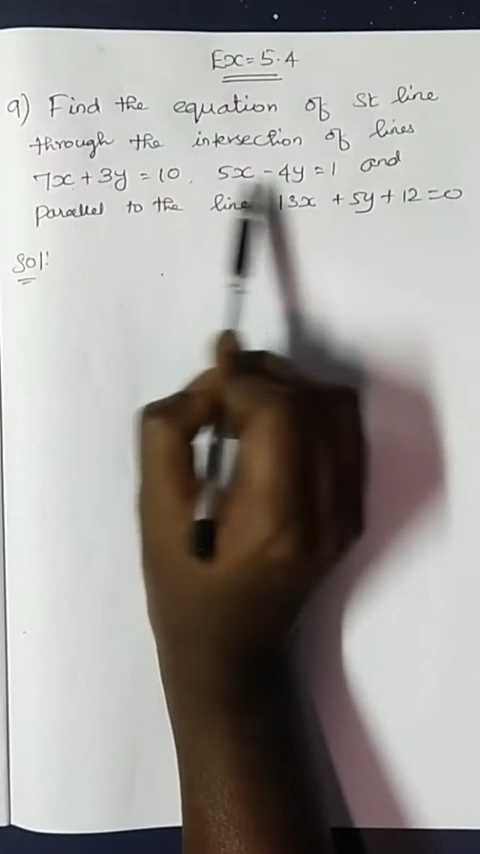 Ex = 5.4
9) Find the equation of St line
through the intersection of lines
7x + 3y = 10, 5x - 4y = 1 and
parallel to the line 13x + 5y + 12 = 0
Sol: